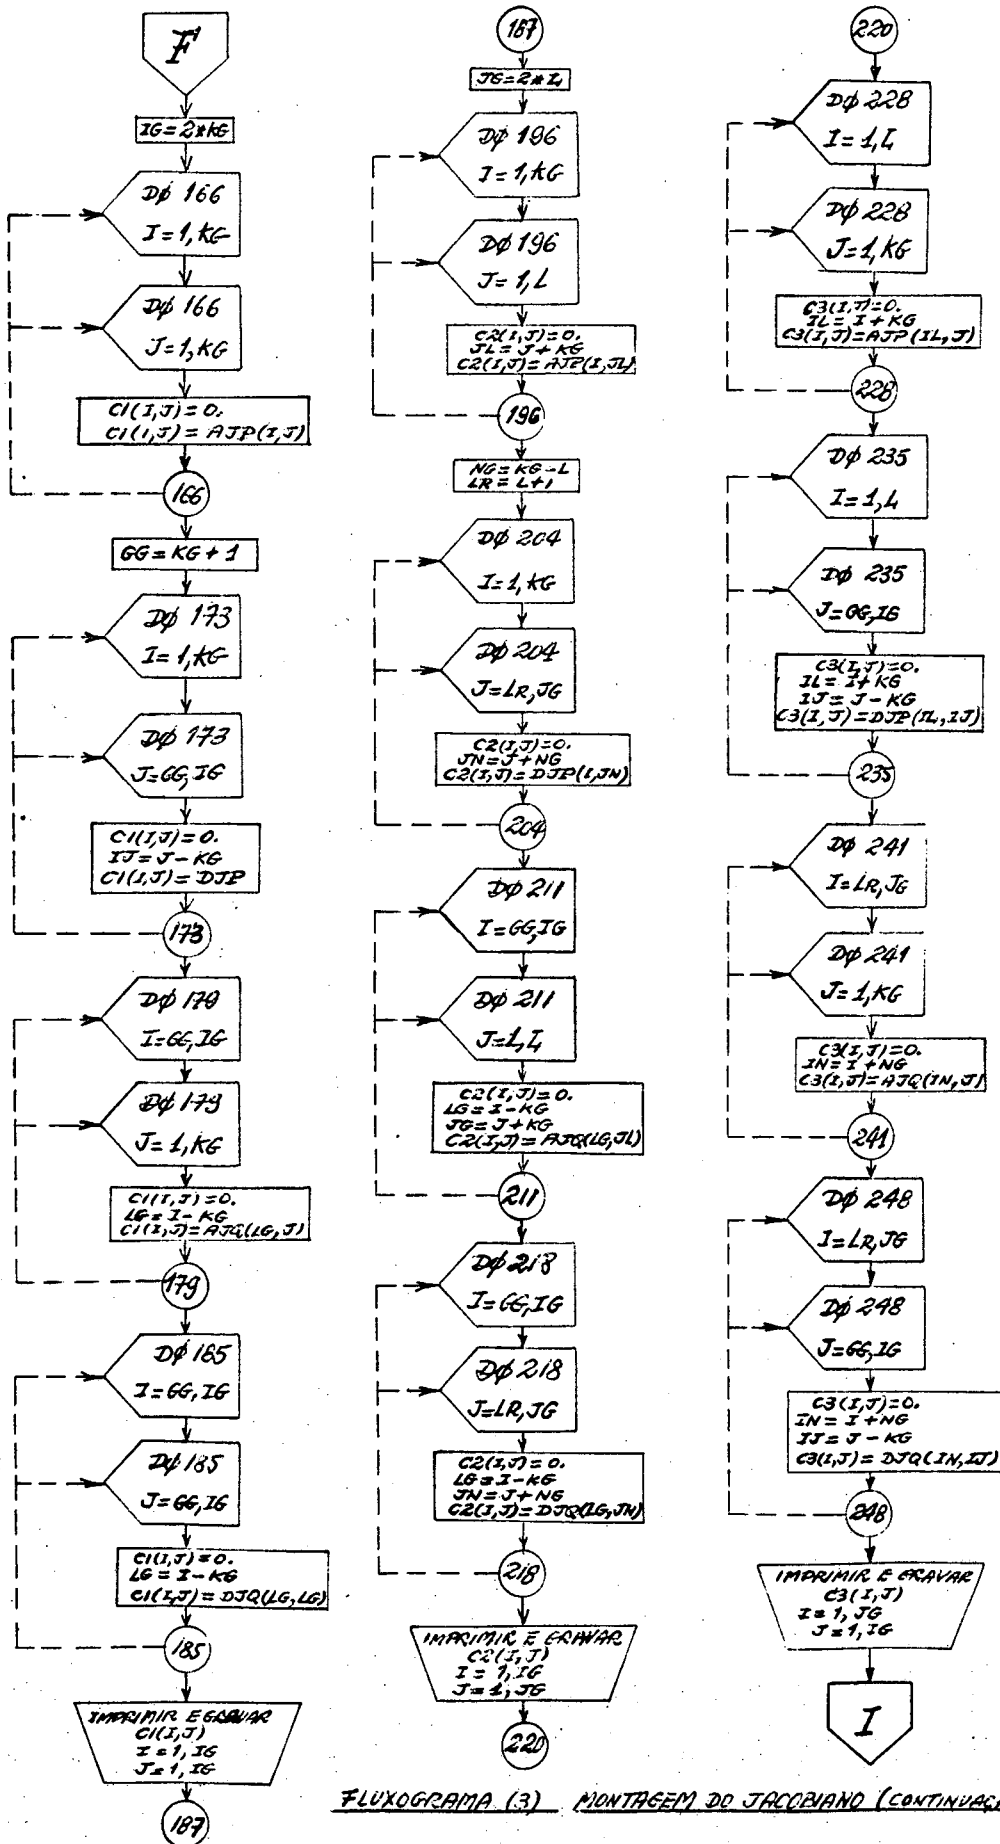 F
IG=2*KG
DØ 166
I=1,KG
DØ 166
J=1,KG
C1(I,J)=0.
C1(I,J)=AJP(I,J)
166
GG=KG+1
DØ 173
I=1,KG
DØ 173
J=GG,IG
C1(I,J)=0.
IJ=J-KG
C1(I,J)=DJP
173
DØ 179
I=GG,IG
DØ 179
J=1,KG
C1(I,J)=0.
LG=I-KG
C1(I,J)=AJQ(LG,J)
179
DØ 185
I=GG,IG
DØ 185
J=GG,IG
C1(I,J)=0.
LG=I-KG
C1(I,J)=DJQ(LG,LG)
185
IMPRIMIR E GRAVAR
C1(I,J)
I=1,IG
J=1,IG
187
187
JG=2*L
DØ 196
I=1,KG
DØ 196
J=1,L
C2(I,J)=0.
JL=J+KG
C2(I,J)=AJP(I,JL)
196
NG=KG-L
LR=L+1
DØ 204
I=1,KG
DØ 204
J=LR,JG
C2(I,J)=0.
JN=J+NG
C2(I,J)=DJP(I,JN)
204
DØ 211
I=GG,IG
DØ 211
J=1,L
C2(I,J)=0.
LG=I-KG
JG=J+KG
C2(I,J)=AJQ(LG,JL)
211
DØ 218
I=GG,IG
DØ 218
J=LR,JG
C2(I,J)=0.
LG=I-KG
JN=J+NG
C2(I,J)=DJQ(LG,JN)
218
IMPRIMIR E GRAVAR
C2(I,J)
I=1,IG
J=1,JG
220
220
DØ 228
I=1,L
DØ 228
J=1,KG
C3(I,J)=0.
IL=I+KG
C3(I,J)=AJP(IL,J)
228
DØ 235
I=1,L
DØ 235
J=GG,IG
C3(I,J)=0.
IL=I+KG
IJ=J-KG
C3(I,J)=DJP(IL,IJ)
235
DØ 241
I=LR,JG
DØ 241
J=1,KG
C3(I,J)=0.
IN=I+NG
C3(I,J)=AJQ(IN,J)
241
DØ 248
I=LR,JG
DØ 248
J=GG,IG
C3(I,J)=0.
IN=I+NG
IJ=J-KG
C3(I,J)=DJQ(IN,IJ)
248
IMPRIMIR E GRAVAR
C3(I,J)
I=1,JG
J=1,IG
I
FLUXOGRAMA (3) MONTAGEM DO JACOBIANO (CONTINUAÇÃ